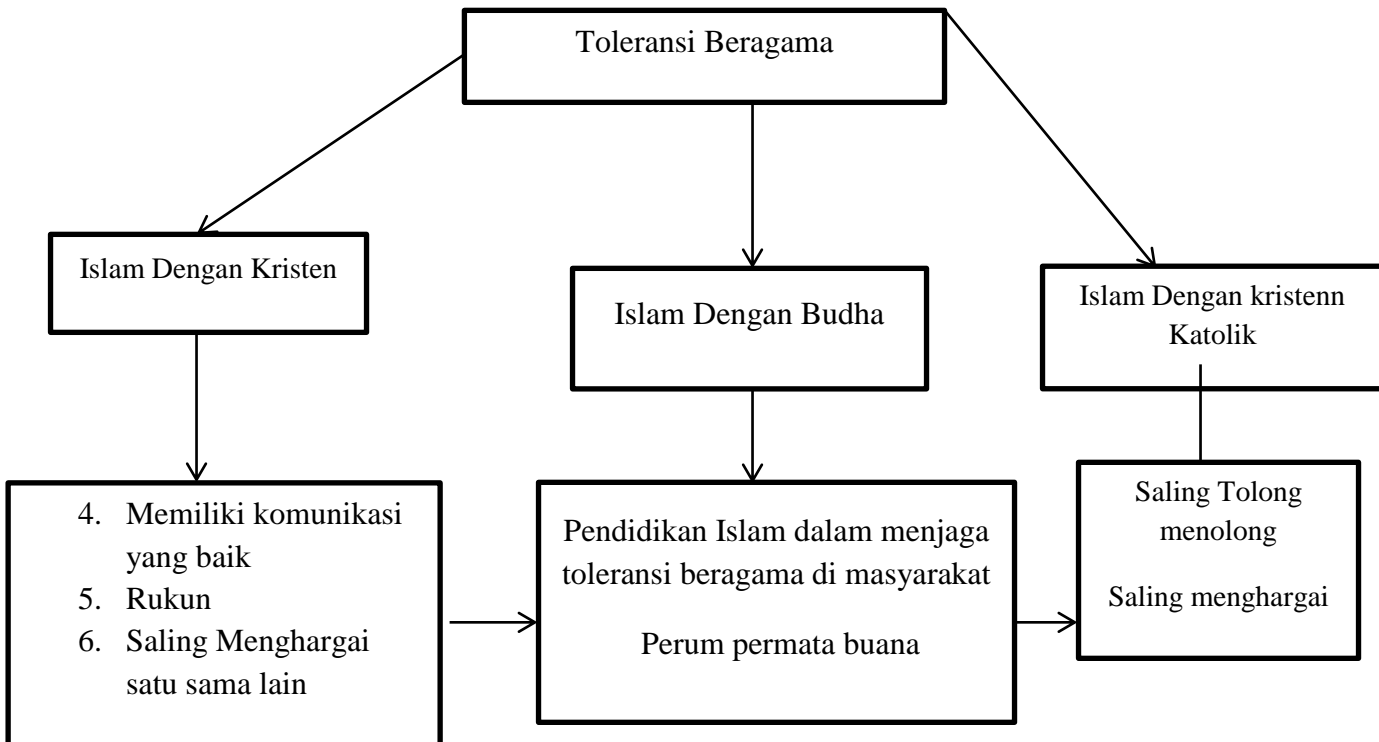 Toleransi Beragama
Islam Dengan Kristen
Islam Dengan Budha
Islam Dengan kristenn
Katolik
4. Memiliki komunikasi
yang baik
5. Rukun
6. Saling Menghargai
satu sama lain
Pendidikan Islam dalam menjaga
toleransi beragama di masyarakat
Perum permata buana
Saling Tolong
menolong
Saling menghargai